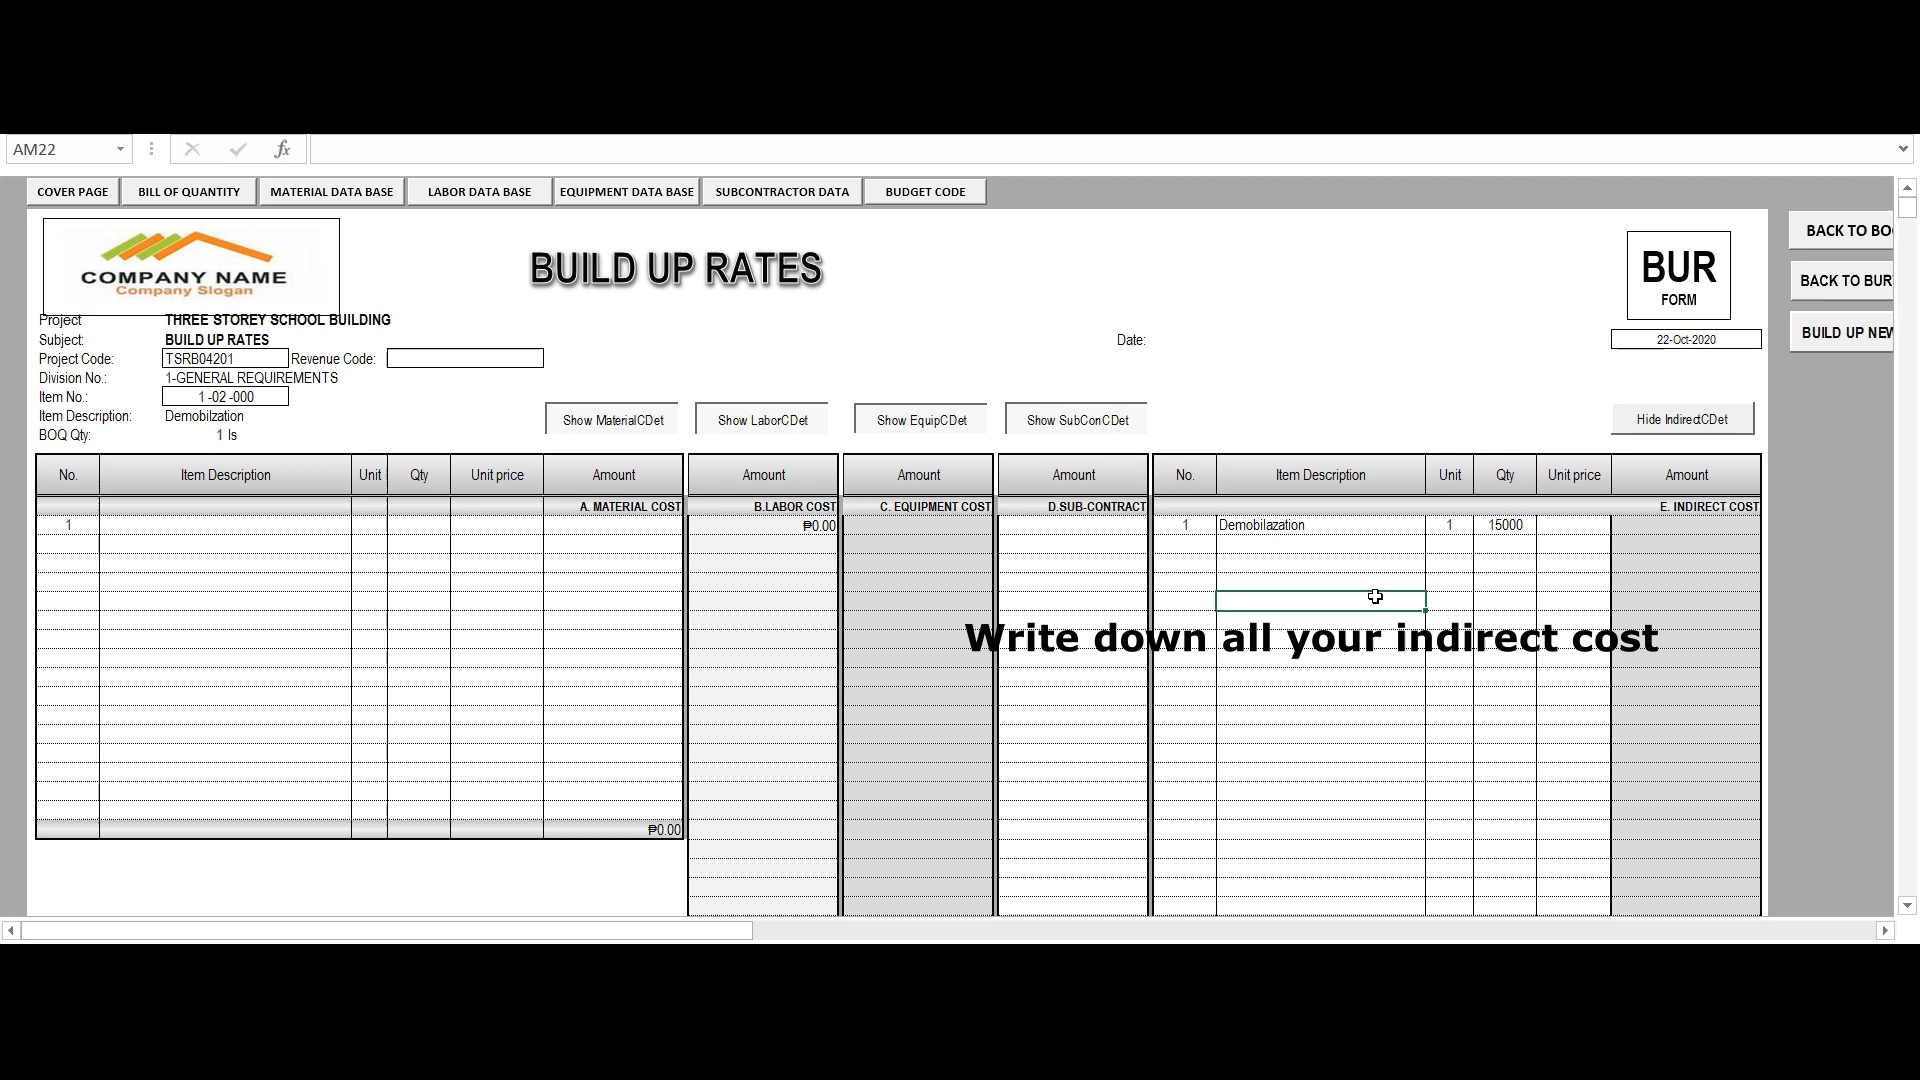 AM22
fx
COVER PAGE BILL OF QUANTITY MATERIAL DATA BASE LABOR DATA BASE EQUIPMENT DATA BASE SUBCONTRACTOR DATA BUDGET CODE
COMPANY NAME
Company Slogan
BUILD UP RATES
BUR
FORM
BACK TO BO
BACK TO BUR
BUILD UP NEW
Project THREE STOREY SCHOOL BUILDING
Subject: BUILD UP RATES Date: 22-Oct-2020
Project Code: TSRB04201 Revenue Code:
Division No.: 1-GENERAL REQUIREMENTS
Item No.: 1 -02 -000
Item Description: Demobilzation
BOQ Qty: 1 ls
Show MaterialCDet Show LaborCDet Show EquipCDet Show SubConCDet Hide IndirectCDet
No. Item Description Unit Qty Unit price Amount Amount Amount Amount No. Item Description Unit Qty Unit price Amount
A. MATERIAL COST B.LABOR COST C. EQUIPMENT COST D.SUB-CONTRACT E. INDIRECT COST
1 ₱0.00 1 Demobilazation 1 15000
Write down all your indirect cost
₱0.00